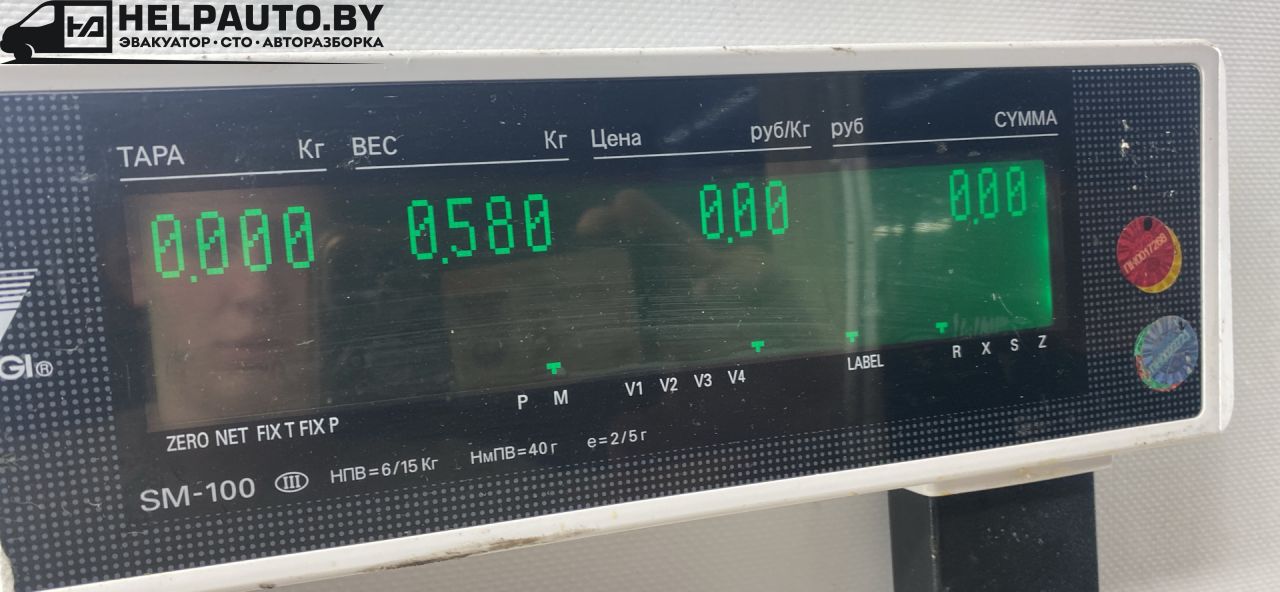 HELPAUTO.BY
ЭВАКУАТОР·СТО·АВТОРАЗБОРКА
ТАРА Кг ВЕС Кг Цена руб/Кг руб СУММА
0.000 0.580 0.00 0.00
GI®
P M V1 V2 V3 V4 LABEL R X S Z
ZERO NET FIX T FIX P
SM-100 III НПВ=6/15 Кг НмПВ=40 г e=2/5 г